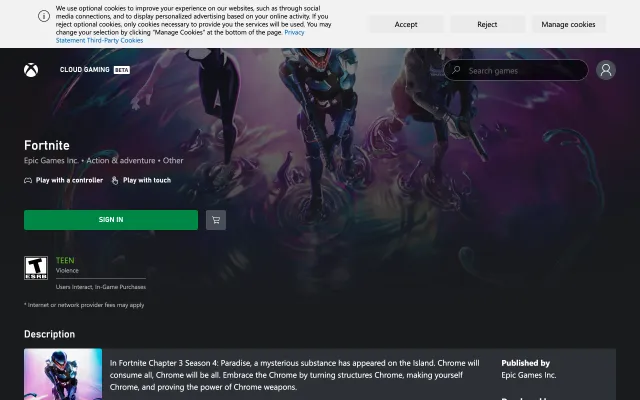 We use optional cookies to improve your experience on our websites, such as through social
media connections, and to display personalized advertising based on your online activity. If you
reject optional cookies, only cookies necessary to provide you the services will be used. You may
change your selection by clicking "Manage Cookies" at the bottom of the page. Privacy
Statement Third-Party Cookies
Accept
Reject
Manage cookies
CLOUD GAMING BETA
Search games
Fortnite
Epic Games Inc. • Action & adventure • Other
Play with a controller
Play with touch
SIGN IN
T
ESRB
TEEN
Violence
Users Interact, In-Game Purchases
* Internet or network provider fees may apply
Description
In Fortnite Chapter 3 Season 4: Paradise, a mysterious substance has appeared on the Island. Chrome will
consume all, Chrome will be all. Embrace the Chrome by turning structures Chrome, making yourself
Chrome, and proving the power of Chrome weapons.
Published by
Epic Games Inc.